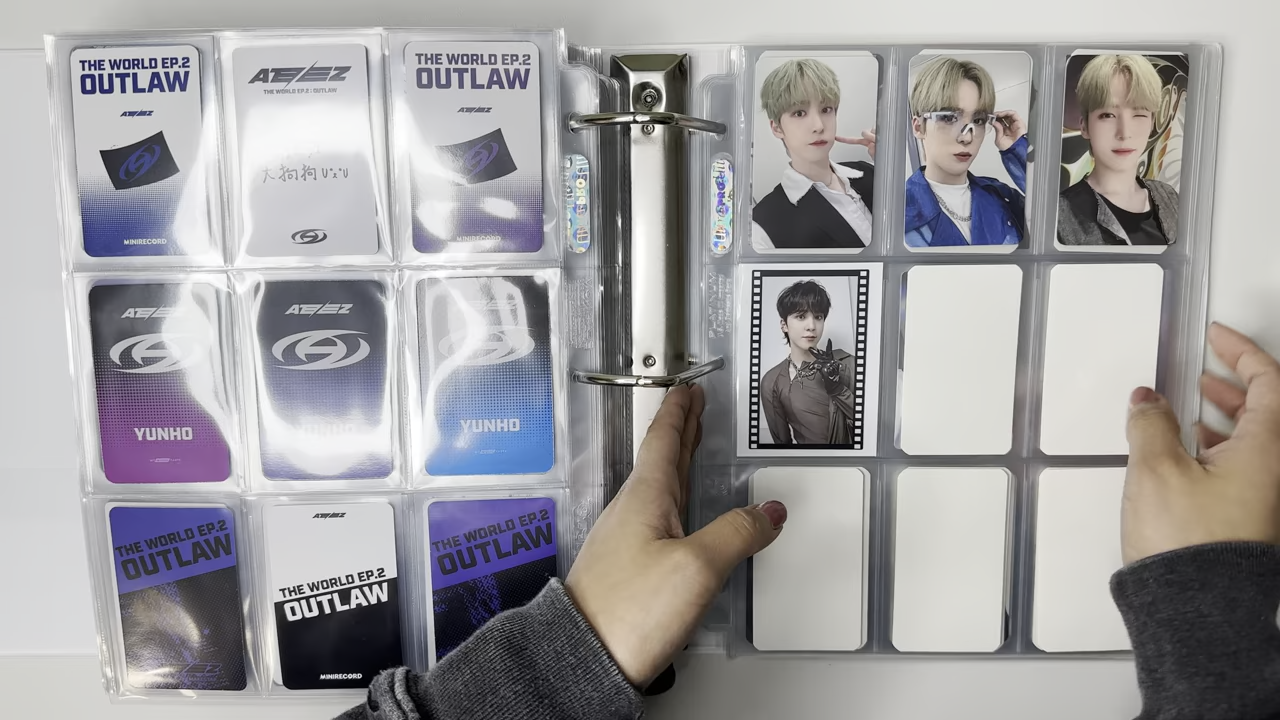 THE WORLD EP.2
OUTLAW
ATEEZ
MINIRECORD
ATEEZ
THE WORLD EP.2 : OUTLAW
大狗狗 U·ᴥ·U
THE WORLD EP.2
OUTLAW
ATEEZ
MINIRECORD
ATEEZ
YUNHO
ATEEZ
ATEEZ
YUNHO
THE WORLD EP.2
OUTLAW
ATEEZ
THE WORLD EP.2
OUTLAW
MINIRECORD
THE WORLD EP.2
OUTLAW